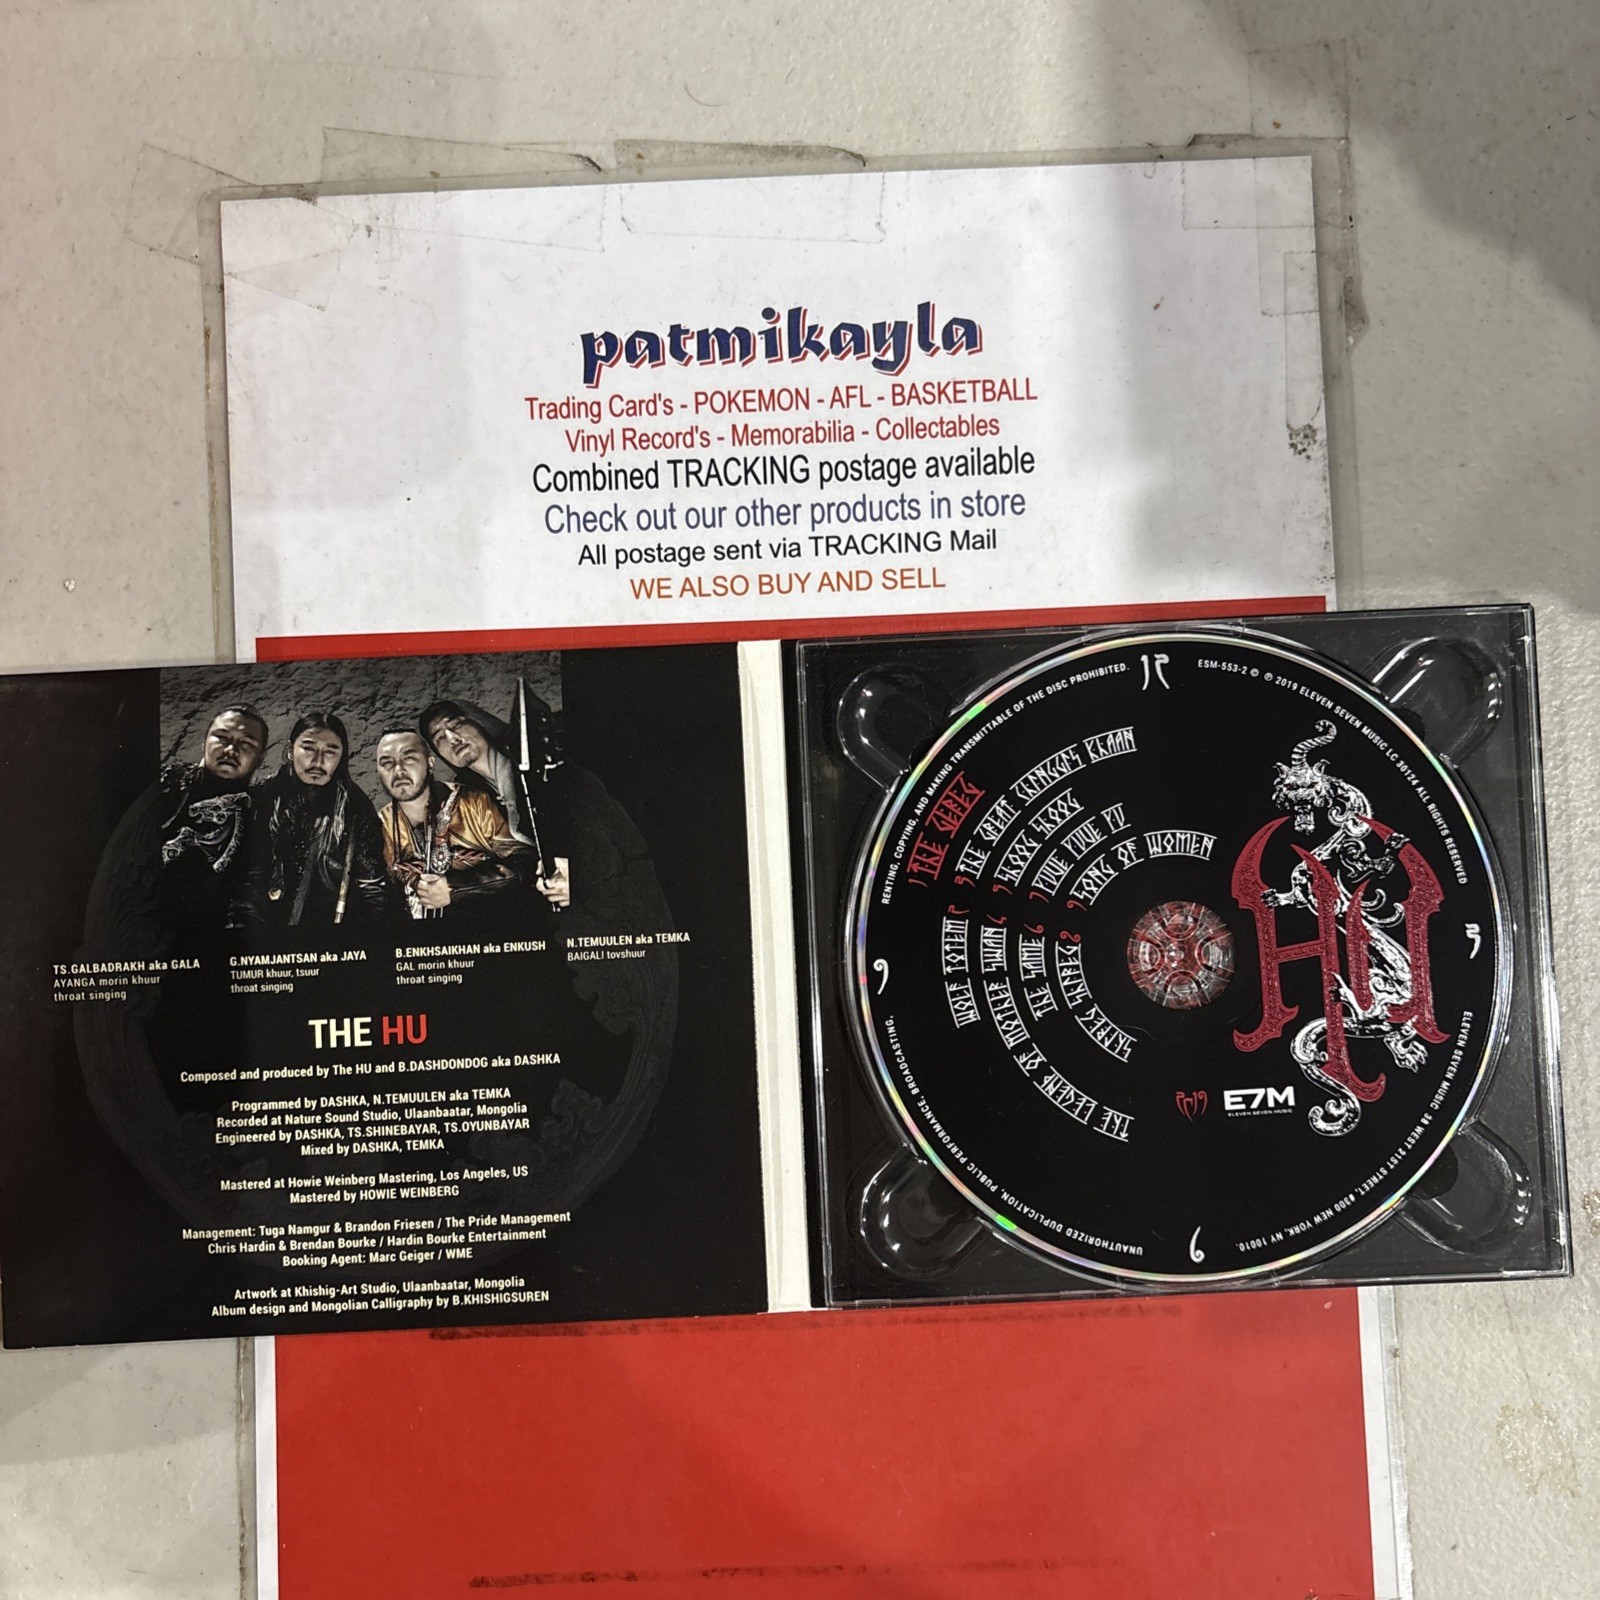 patmikayla
Trading Card's - POKEMON - AFL - BASKETBALL
Vinyl Record's - Memorabilia - Collectables
Combined TRACKING postage available
Check out our other products in store
All postage sent via TRACKING Mail
WE ALSO BUY AND SELL
TS.GALBADRAKH aka GALA
AYANGA morin khuur
throat singing
G.NYAMJANTSAN aka JAYA
TUMUR khuur, tsuur
throat singing
B.ENKHSAIKHAN aka ENKUSH
GAL morin khuur
throat singing
N.TEMUULEN aka TEMKA
BAIGALI tovshuur
THE HU
Composed and produced by The HU and B.DASHDONDOG aka DASHKA
Programmed by DASHKA, N.TEMUULEN aka TEMKA
Recorded at Nature Sound Studio, Ulaanbaatar, Mongolia
Engineered by DASHKA, TS.SHINEBAYAR, TS.OYUNBAYAR
Mixed by DASHKA, TEMKA
Mastered at Howie Weinberg Mastering, Los Angeles, US
Mastered by HOWIE WEINBERG
Management: Tuga Namgur & Brandon Friesen / The Pride Management
Chris Hardin & Brendan Bourke / Hardin Bourke Entertainment
Booking Agent: Marc Geiger / WME
Artwork at Khishig-Art Studio, Ulaanbaatar, Mongolia
Album design and Mongolian Calligraphy by B.KHISHIGSUREN
ESM-553-2 © ℗ 2019 ELEVEN SEVEN MUSIC LC 30124 ALL RIGHTS RESERVED
ELEVEN SEVEN MUSIC 38 WEST 21ST STREET, #300 NEW YORK, NY 10010.
UNAUTHORIZED DUPLICATION, PUBLIC PERFORMANCE, BROADCASTING,
RENTING, COPYING, AND MAKING TRANSMITTABLE OF THE DISC PROHIBITED.
THE GEREG
WOLF TOTEM
THE GREAT CHINGGIS KHAAN
THE LEGEND OF MOTHER SWAN
SHOOG SHOOG
THE SAME
YUVE YUVE YU
SHIREG SHIREG
SONG OF WOMEN
HU
E7M
ELEVEN SEVEN MUSIC